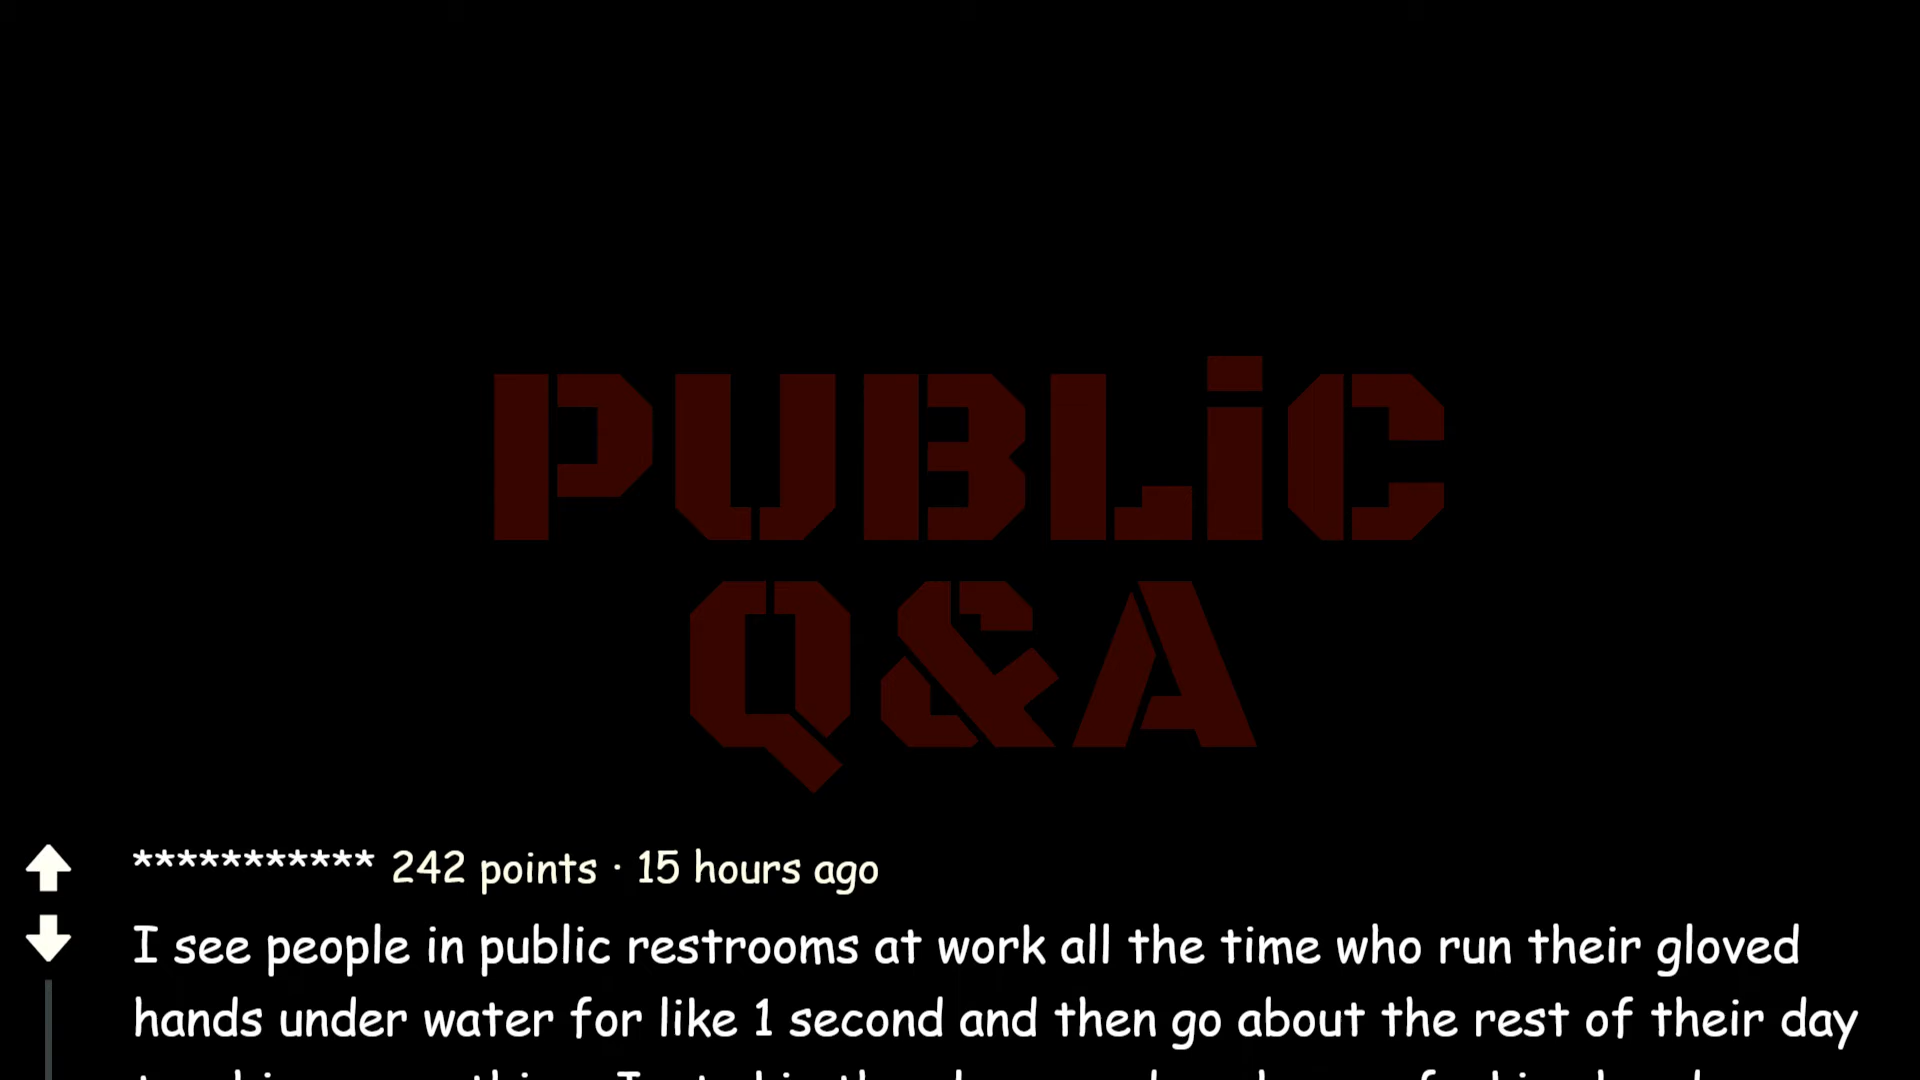 PUBLiC
Q&A
*********** 242 points · 15 hours ago
I see people in public restrooms at work all the time who run their gloved
hands under water for like 1 second and then go about the rest of their day